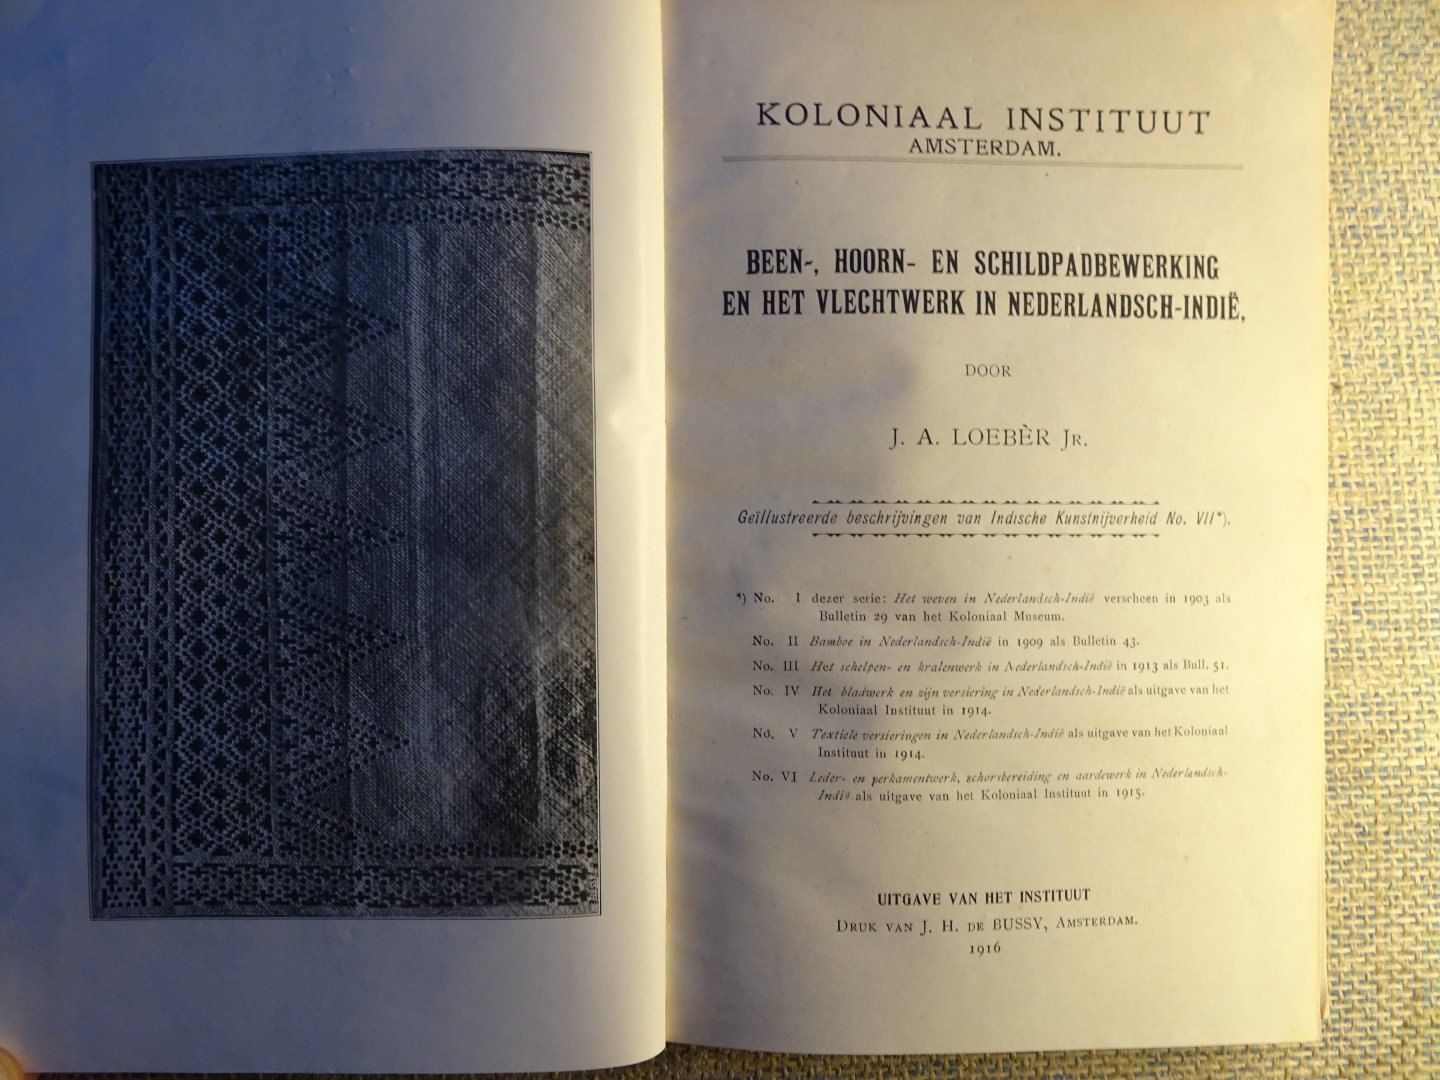 KOLONIAAL INSTITUUT
AMSTERDAM.
BEEN-, HOORN- EN SCHILDPADBEWERKING
EN HET VLECHTWERK IN NEDERLANDSCH-INDIË,
DOOR
J. A. LOEBÈR JR.
Geïllustreerde beschrijvingen van Indische Kunstnijverheid No. VII*).
*) No. I dezer serie: Het weven in Nederlandsch-Indië verscheen in 1903 als
Bulletin 29 van het Koloniaal Museum.
No. II Bamboe in Nederlandsch-Indië in 1909 als Bulletin 43.
No. III Het schelpen- en kralenwerk in Nederlandsch-Indië in 1913 als Bull. 51.
No. IV Het bladwerk en zijn versiering in Nederlandsch-Indië als uitgave van het
Koloniaal Instituut in 1914.
No. V Textiele versieringen in Nederlandsch-Indië als uitgave van het Koloniaal
Instituut in 1914.
No. VI Leder- en perkamentwerk, schorsbereiding en aardewerk in Nederlandsch-
Indië als uitgave van het Koloniaal Instituut in 1915.
UITGAVE VAN HET INSTITUUT
DRUK VAN J. H. DE BUSSY, AMSTERDAM.
1916